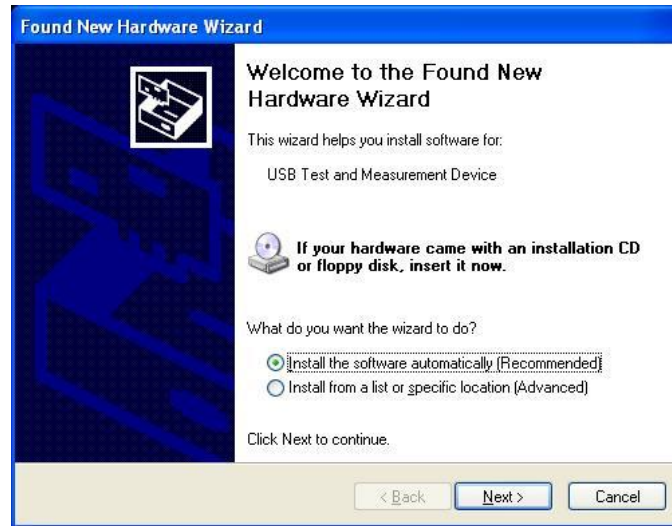 Found New Hardware Wizard
Welcome to the Found New
Hardware Wizard
This wizard helps you install software for:
USB Test and Measurement Device
If your hardware came with an installation CD
or floppy disk, insert it now.
What do you want the wizard to do?
Install the software automatically (Recommended)
Install from a list or specific location (Advanced)
Click Next to continue.
< Back Next > Cancel